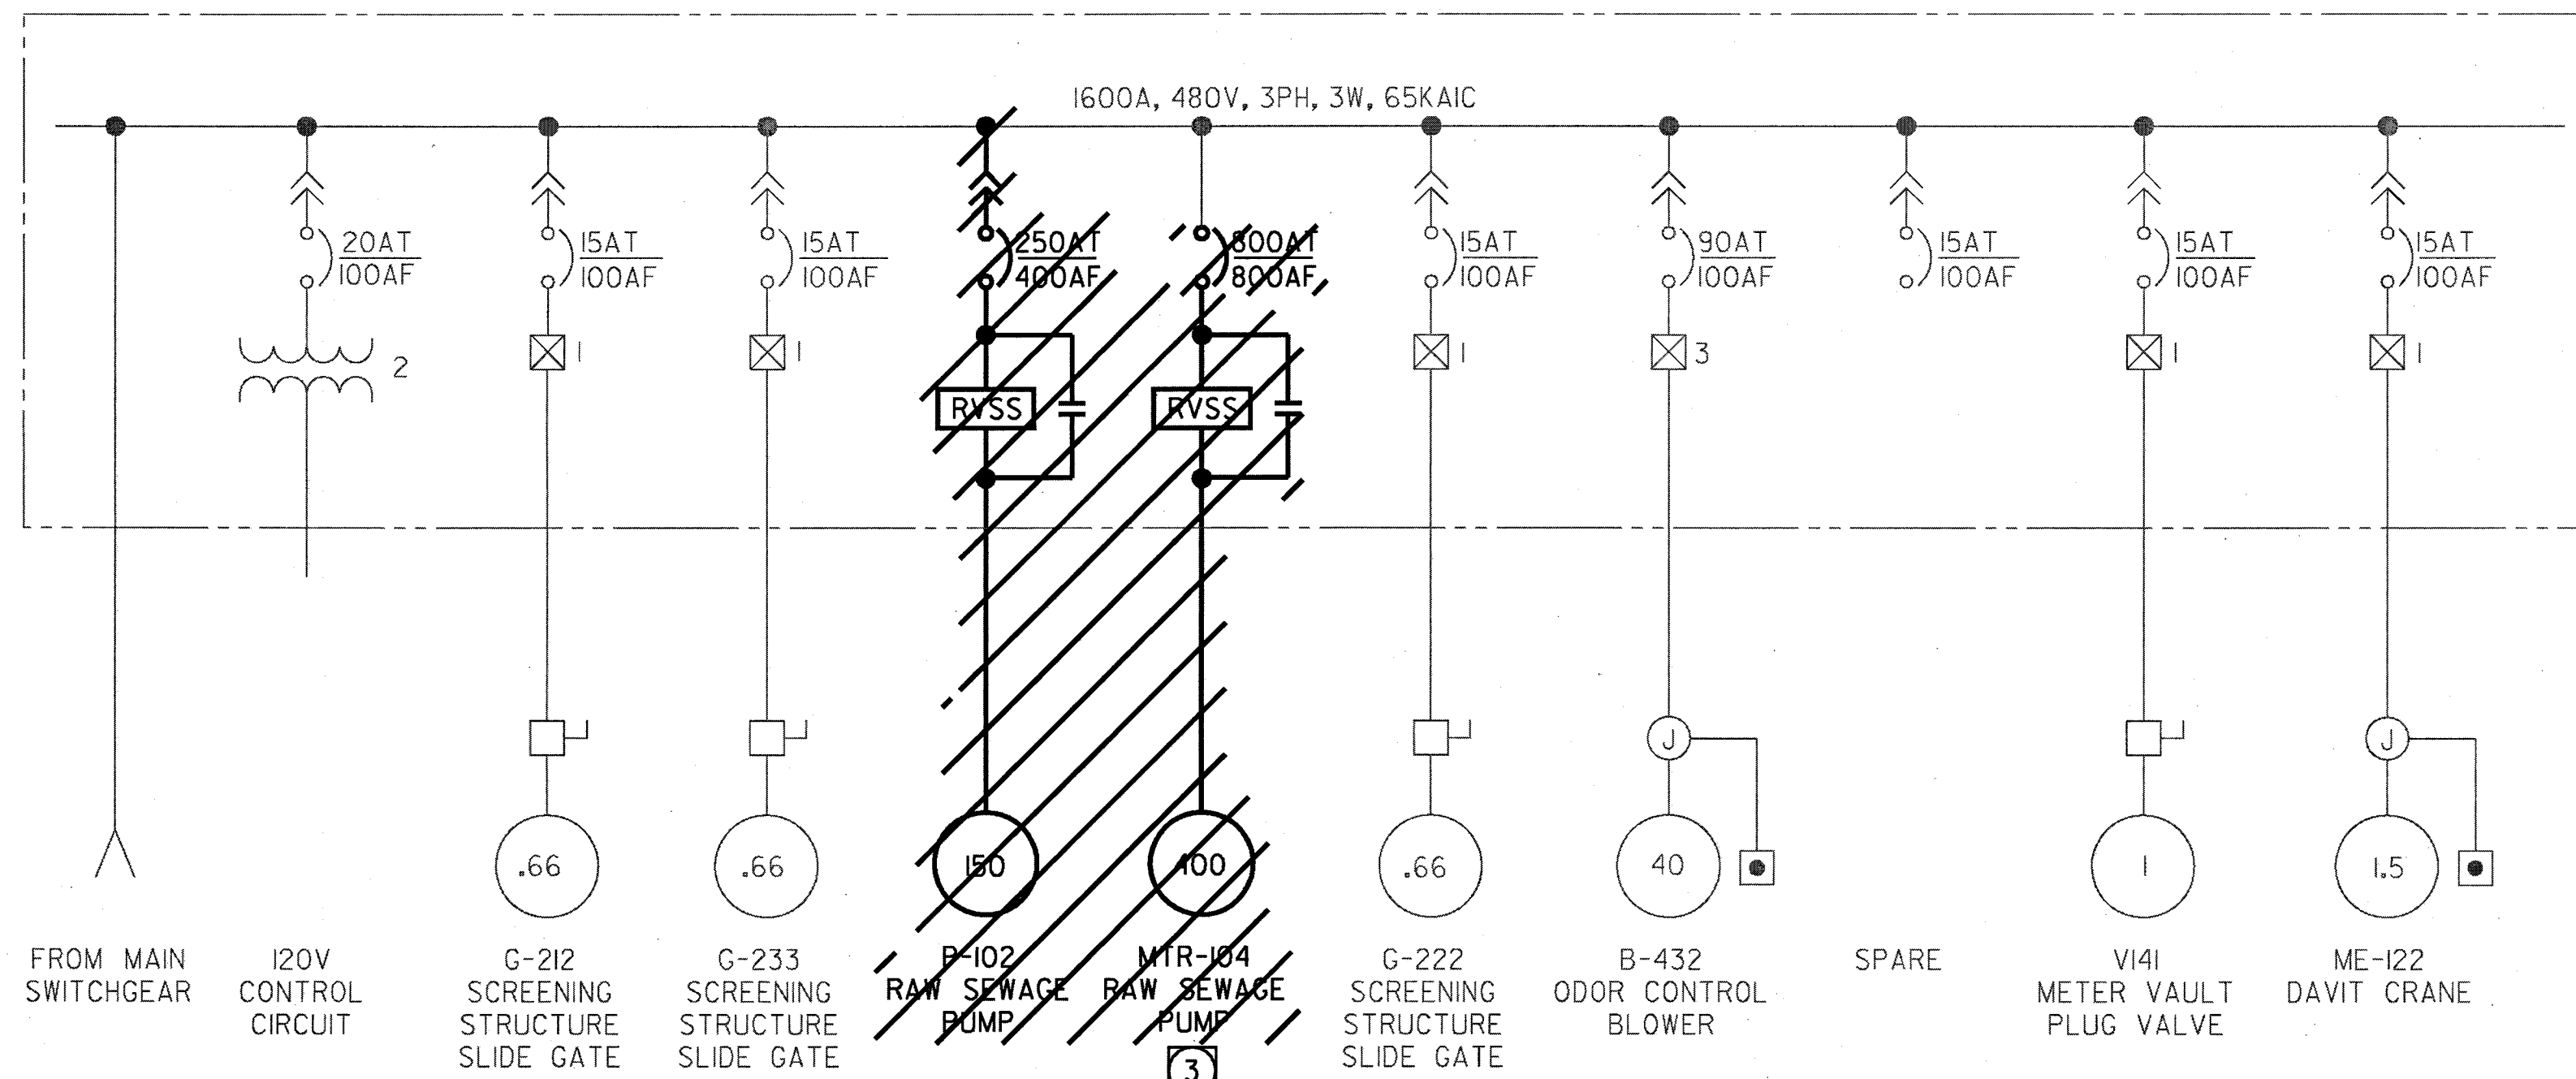 1600A, 480V, 3PH, 3W, 65KAIC
20AT
100AF
15AT
100AF
15AT
100AF
250AT
400AF
800AT
800AF
15AT
100AF
90AT
100AF
15AT
100AF
15AT
100AF
15AT
100AF
2
1
1
RVSS
RVSS
1
3
1
1
J
J
.66
.66
150
400
.66
40
1
1.5
FROM MAIN
SWITCHGEAR
120V
CONTROL
CIRCUIT
G-212
SCREENING
STRUCTURE
SLIDE GATE
G-233
SCREENING
STRUCTURE
SLIDE GATE
P-102
RAW SEWAGE
PUMP
MTR-104
RAW SEWAGE
PUMP
3
G-222
SCREENING
STRUCTURE
SLIDE GATE
B-432
ODOR CONTROL
BLOWER
SPARE
V141
METER VAULT
PLUG VALVE
ME-122
DAVIT CRANE